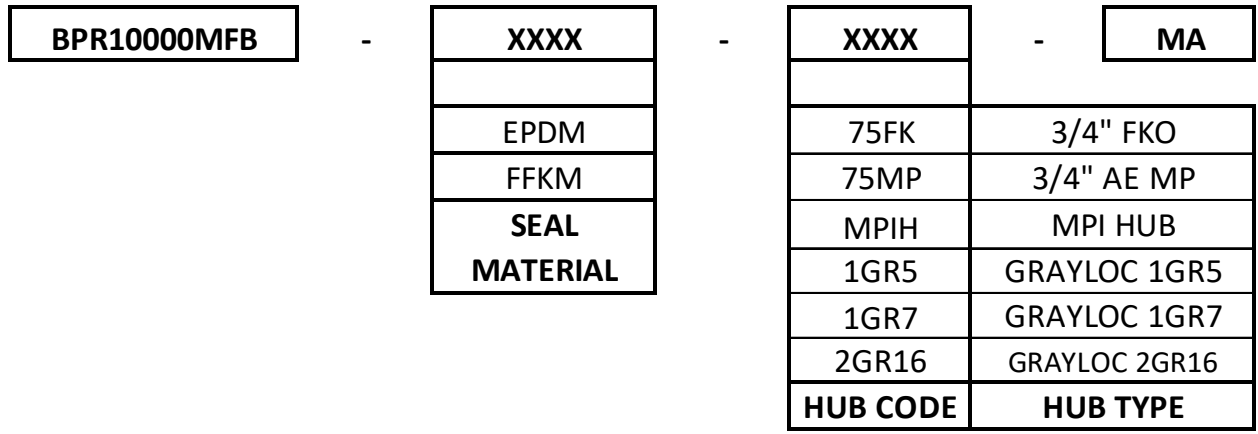 BPR10000MFB - XXXX - XXXX - MA
EPDM 75FK 3/4" FKO
FFKM 75MP 3/4" AE MP
SEAL MPIH MPI HUB
MATERIAL 1GR5 GRAYLOC 1GR5
1GR7 GRAYLOC 1GR7
2GR16 GRAYLOC 2GR16
HUB CODE HUB TYPE